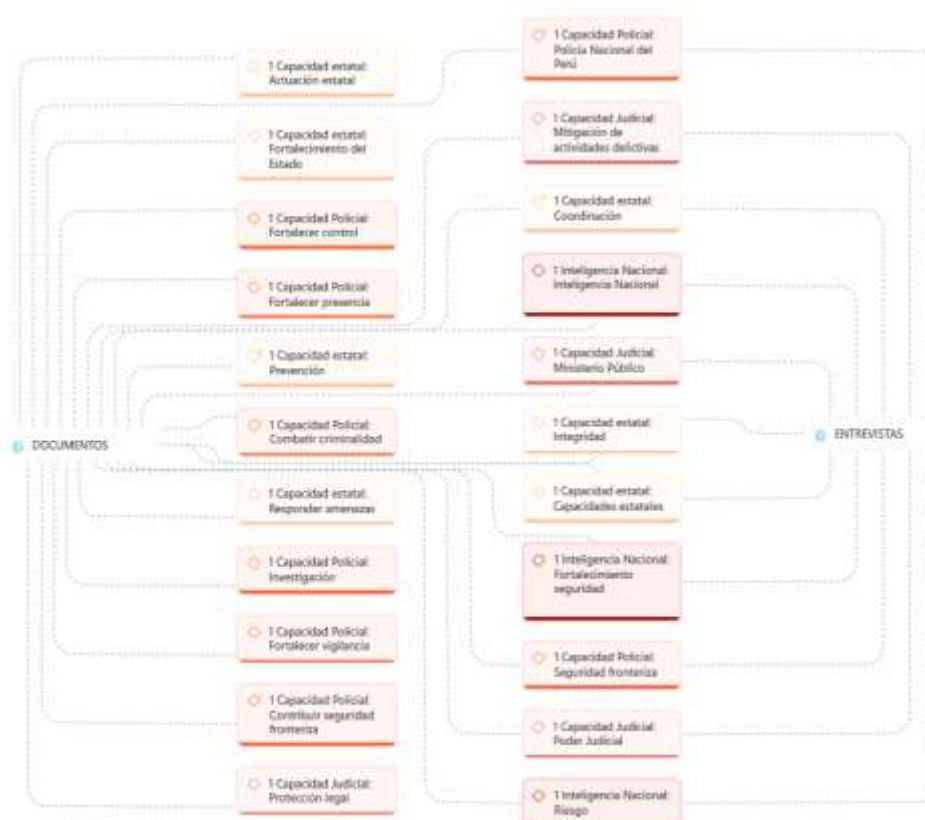 1 Capacidad estatal:
Actuación estatal
1 Capacidad estatal:
Fortalecimiento del
Estado
1 Capacidad Policial:
Fortalecer control
1 Capacidad Policial:
Fortalecer presencia
1 Capacidad estatal:
Prevención
DOCUMENTOS
1 Capacidad Policial:
Combatir criminalidad
1 Capacidad estatal:
Responder amenazas
1 Capacidad Policial:
Investigación
1 Capacidad Policial:
Fortalecer vigilancia
1 Capacidad Policial:
Contribuir seguridad
fronteriza
1 Capacidad Judicial:
Protección legal
1 Capacidad Policial:
Policía Nacional del
Perú
1 Capacidad Judicial:
Mitigación de
actividades delictivas
1 Capacidad estatal:
Coordinación
1 Inteligencia Nacional:
Inteligencia Nacional
1 Capacidad Judicial:
Ministerio Público
1 Capacidad estatal:
Integridad
1 Capacidad estatal:
Capacidades estatales
1 Inteligencia Nacional:
Fortalecimiento
seguridad
1 Capacidad Policial:
Seguridad fronteriza
1 Capacidad Judicial:
Poder Judicial
1 Inteligencia Nacional:
Riesgo
ENTREVISTAS